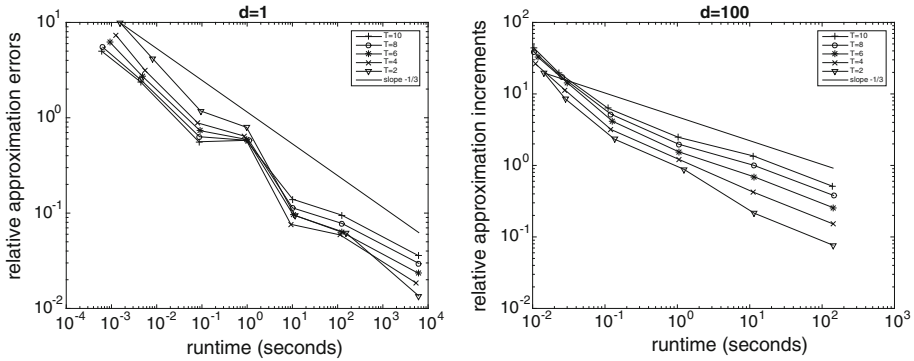 d=1
relative approximation errors
10^1
10^0
10^-1
10^-2
T=10
T=8
T=6
T=4
T=2
slope -1/3
10^-4 10^-3 10^-2 10^-1 10^0 10^1 10^2 10^3 10^4
runtime (seconds)
d=100
relative approximation increments
10^2
10^1
10^0
10^-1
10^-2
T=10
T=8
T=6
T=4
T=2
slope -1/3
10^-2 10^-1 10^0 10^1 10^2 10^3
runtime (seconds)